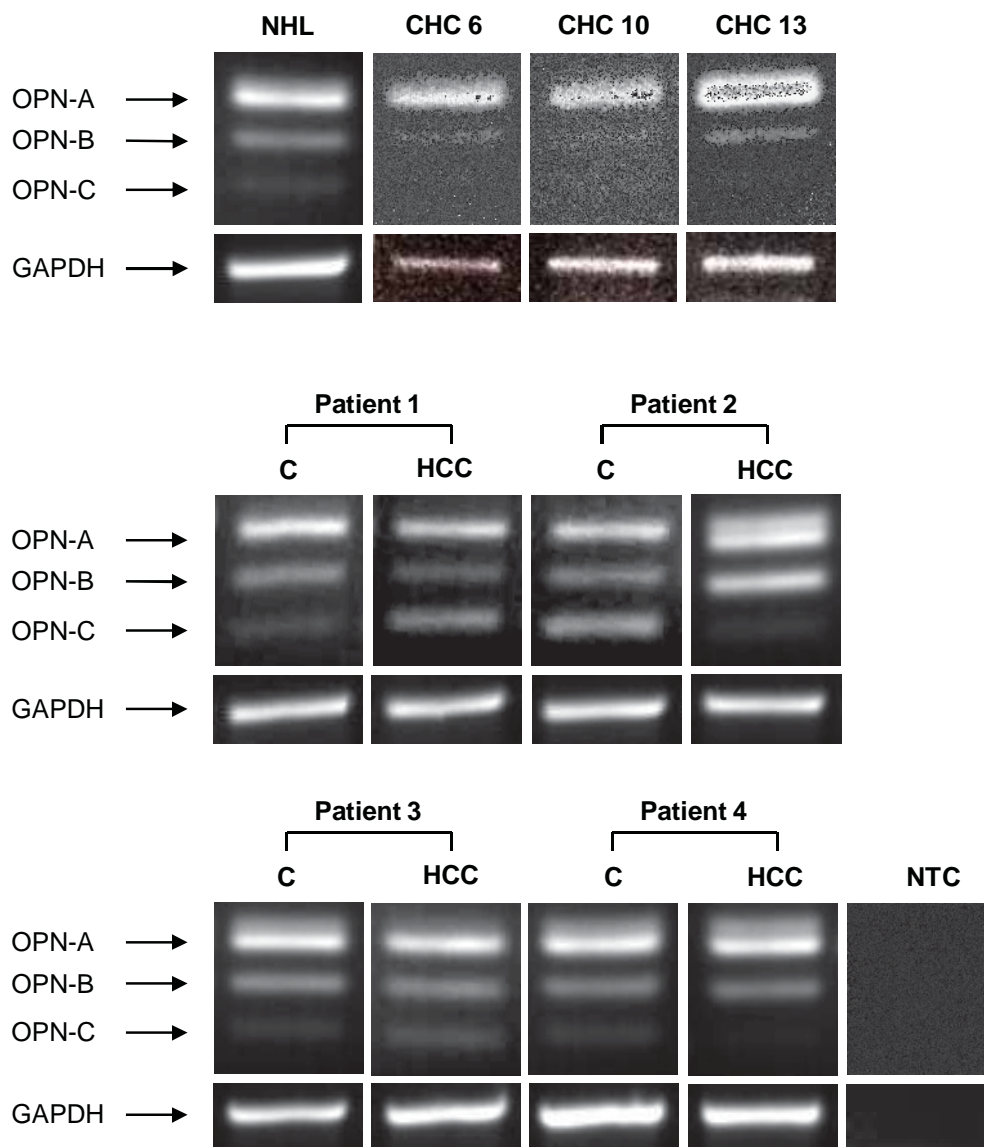 NHL CHC 6 CHC 10 CHC 13
OPN-A
OPN-B
OPN-C
GAPDH
Patient 1 Patient 2
C HCC C HCC
OPN-A
OPN-B
OPN-C
GAPDH
Patient 3 Patient 4
C HCC C HCC NTC
OPN-A
OPN-B
OPN-C
GAPDH